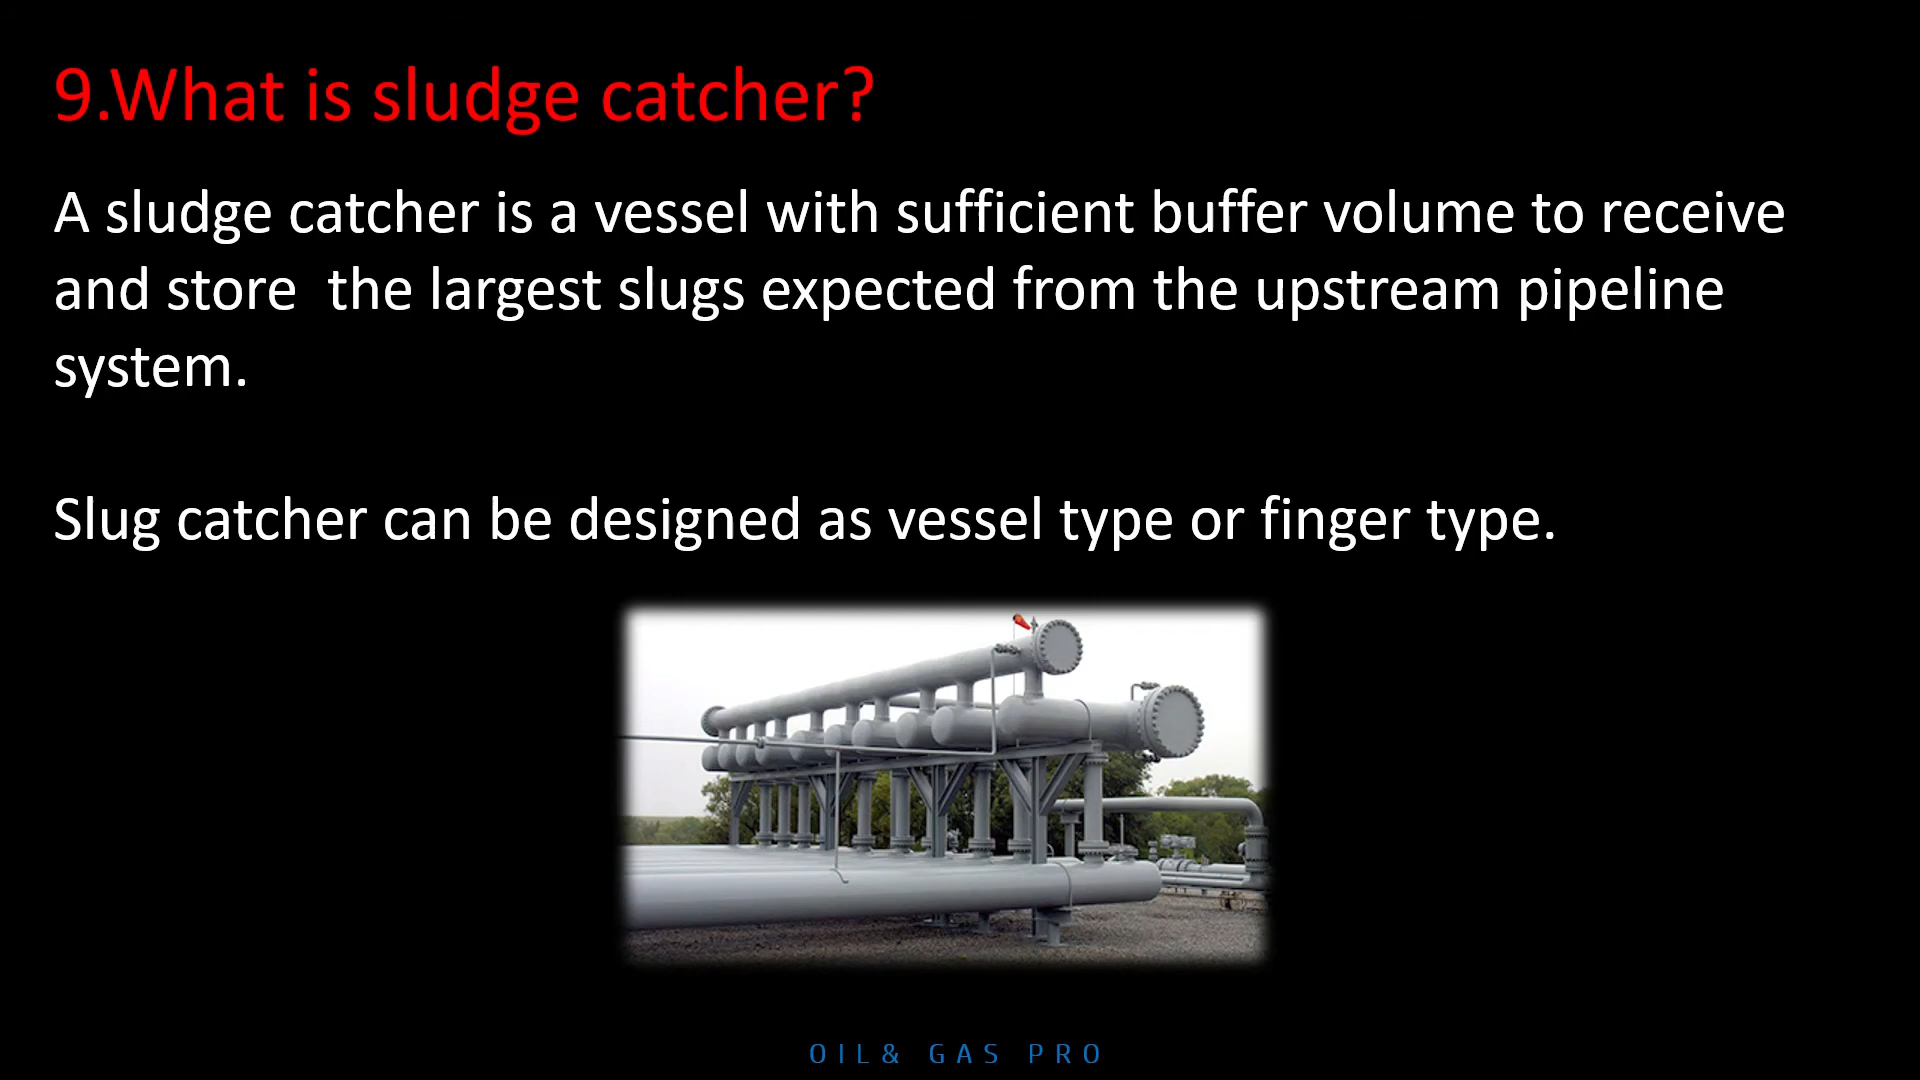 9.What is sludge catcher?
A sludge catcher is a vessel with sufficient buffer volume to receive
and store  the largest slugs expected from the upstream pipeline
system.
Slug catcher can be designed as vessel type or finger type.
OIL& GAS PRO